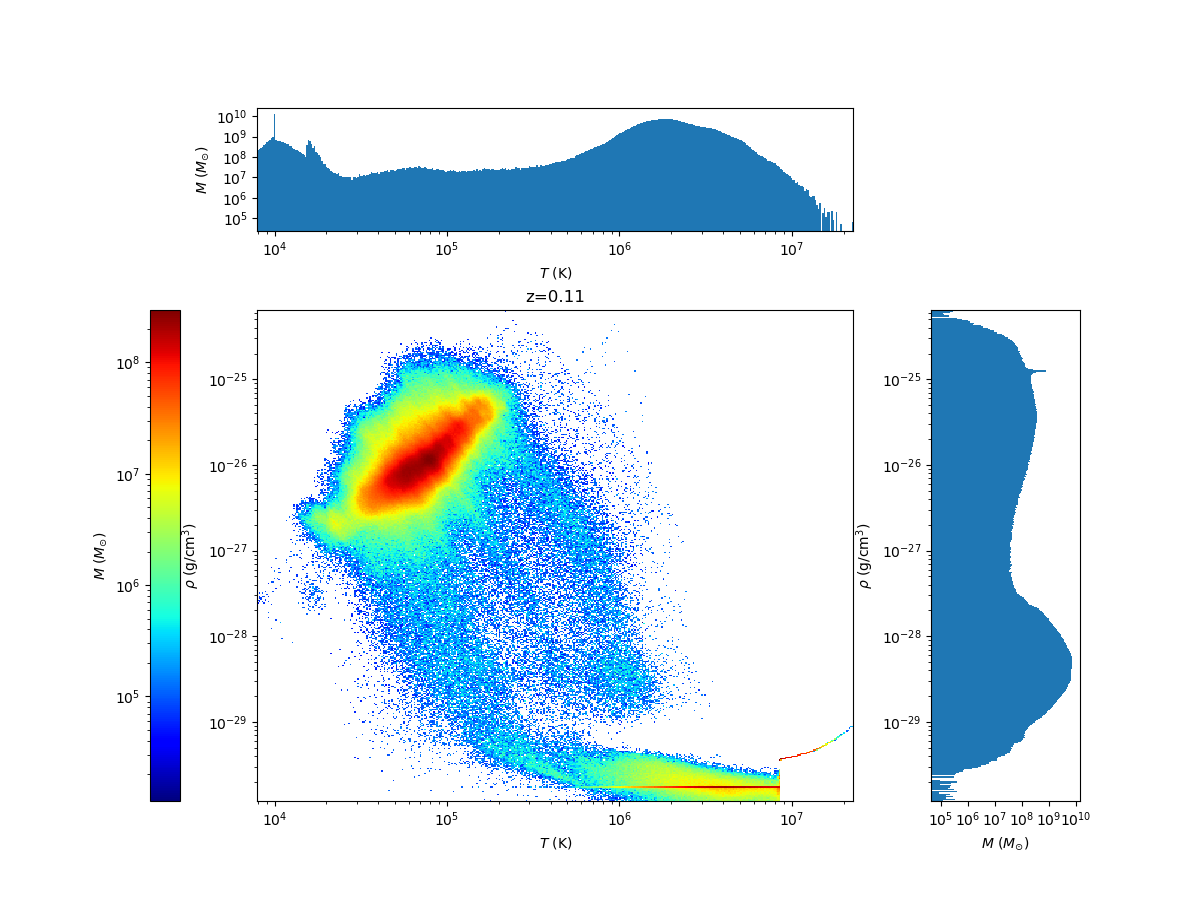 10¹⁰
10⁹
10⁸
10⁷
10⁶
10⁵
M (M⊙)
10⁴ 10⁵ 10⁶ 10⁷
T (K)
z=0.11
10⁸
10⁷
10⁶
10⁵
M (M⊙)
10⁻²⁵
10⁻²⁶
10⁻²⁷
10⁻²⁸
10⁻²⁹
ρ (g/cm³)
10⁴ 10⁵ 10⁶ 10⁷
T (K)
10⁻²⁵
10⁻²⁶
10⁻²⁷
10⁻²⁸
10⁻²⁹
ρ (g/cm³)
10⁵ 10⁶ 10⁷ 10⁸ 10⁹ 10¹⁰
M (M⊙)